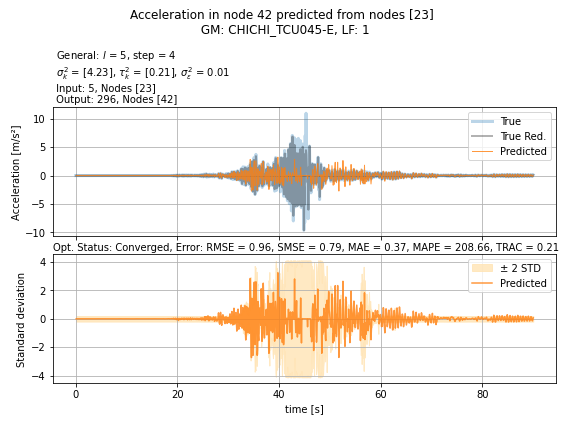 Acceleration in node 42 predicted from nodes [23]
GM: CHICHI_TCU045-E, LF: 1
General: l = 5, step = 4
σ²ₖ = [4.23], τ²ₖ = [0.21], σ²ε = 0.01
Input: 5, Nodes [23]
Output: 296, Nodes [42]
Acceleration [m/s²]
10
5
0
−5
−10
True
True Red.
Predicted
Opt. Status: Converged, Error: RMSE = 0.96, SMSE = 0.79, MAE = 0.37, MAPE = 208.66, TRAC = 0.21
Standard deviation
4
2
0
−2
−4
± 2 STD
Predicted
0 20 40 60 80
time [s]